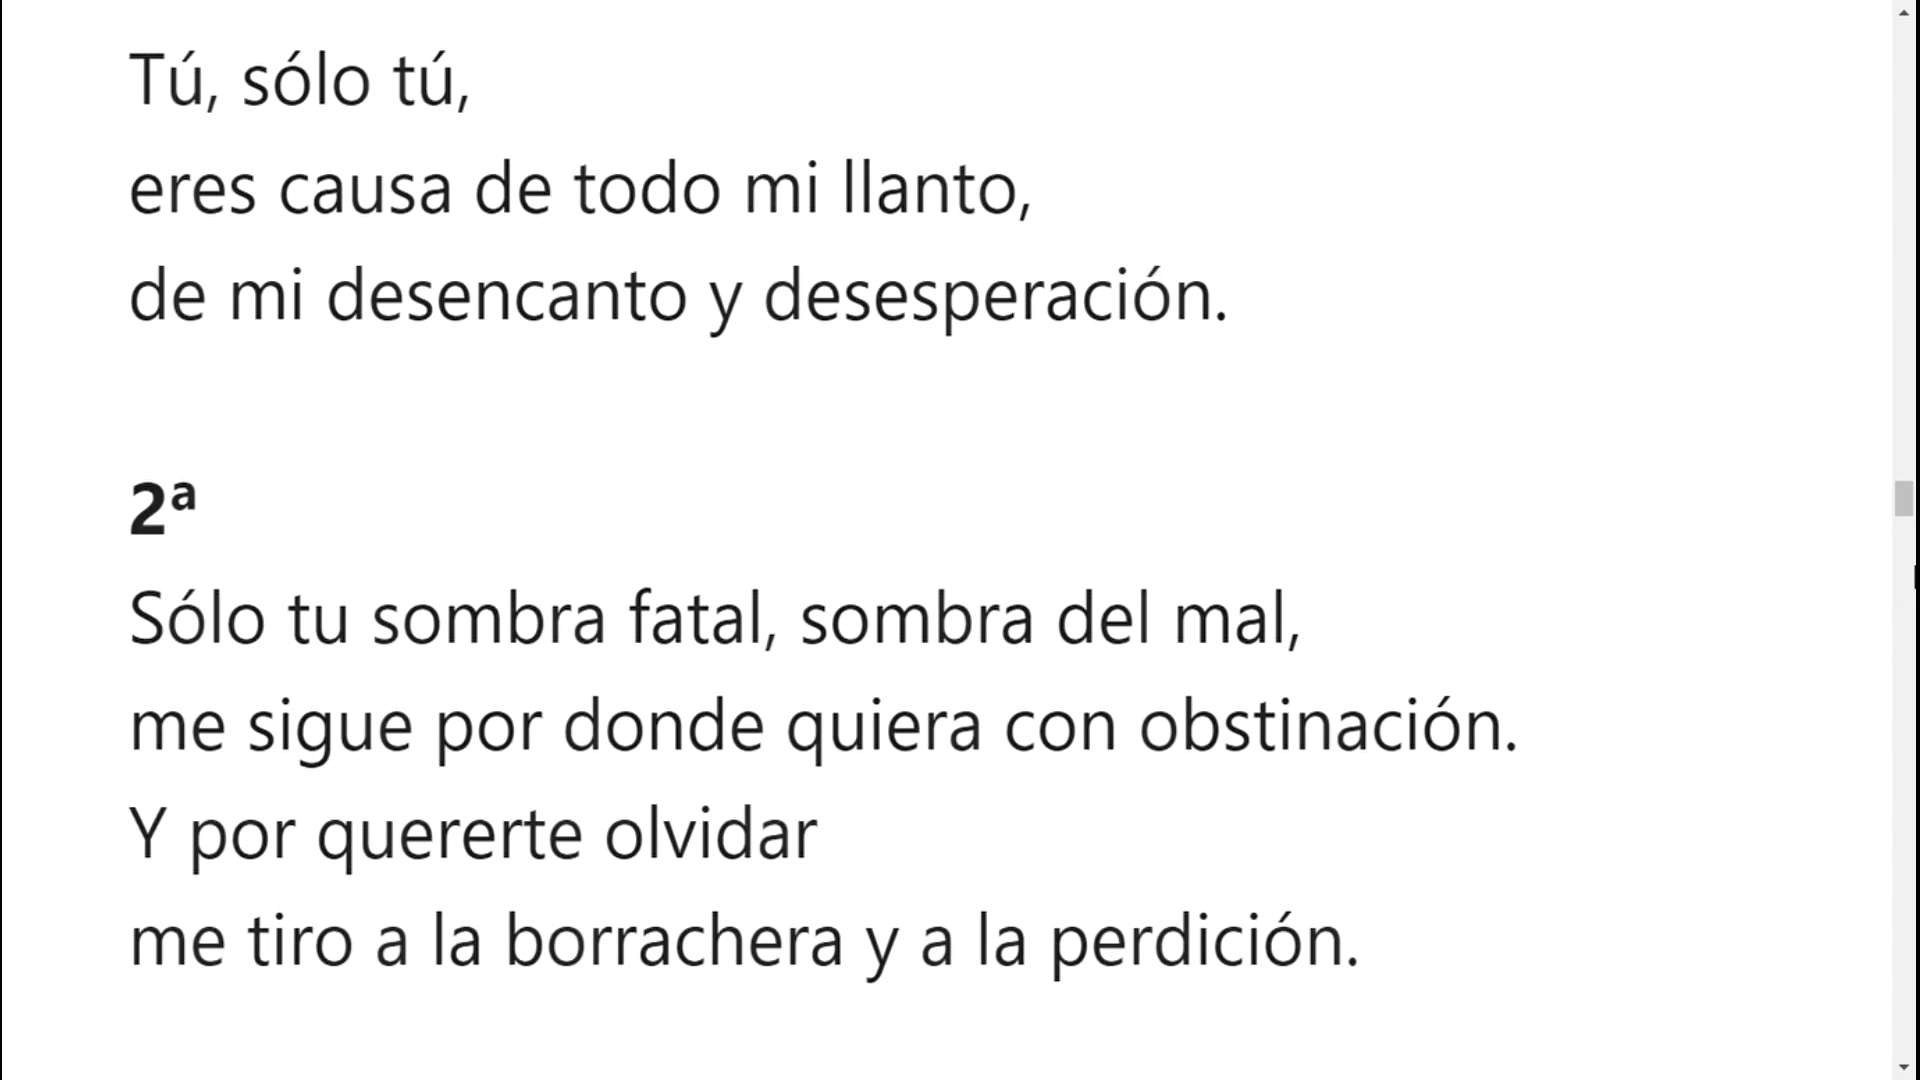 Tú, sólo tú,
eres causa de todo mi llanto,
de mi desencanto y desesperación.
2ª
Sólo tu sombra fatal, sombra del mal,
me sigue por donde quiera con obstinación.
Y por quererte olvidar
me tiro a la borrachera y a la perdición.